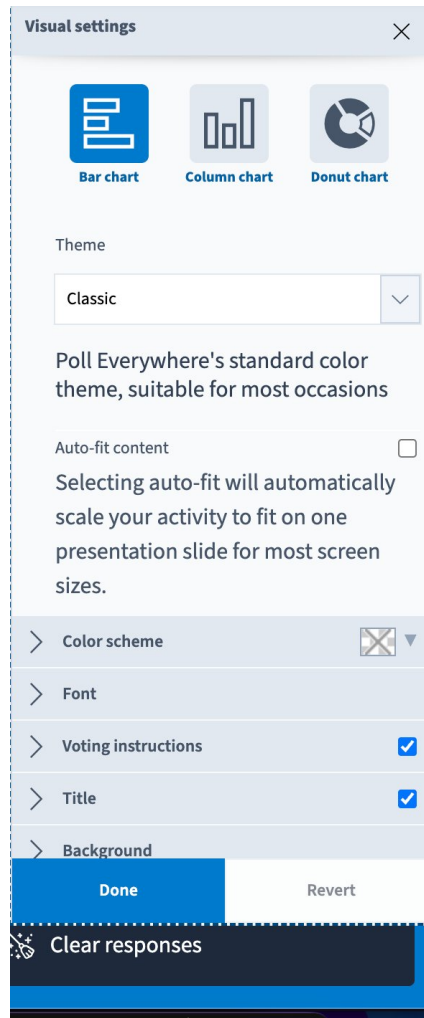 Visual settings
Bar chart
Column chart
Donut chart
Theme
Classic
Poll Everywhere's standard color
theme, suitable for most occasions
Auto-fit content
Selecting auto-fit will automatically
scale your activity to fit on one
presentation slide for most screen
sizes.
Color scheme
Font
Voting instructions
Title
Background
Done
Revert
Clear responses